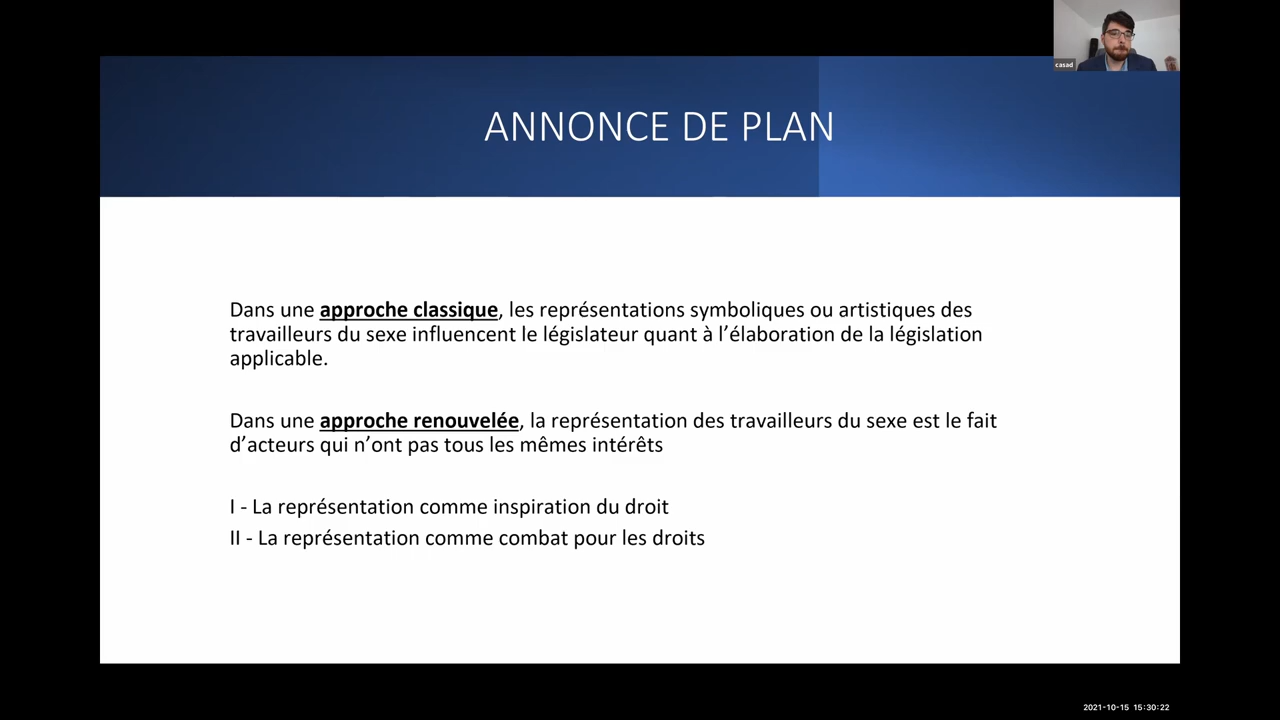 casad
ANNONCE DE PLAN
Dans une approche classique, les représentations symboliques ou artistiques des
travailleurs du sexe influencent le législateur quant à l’élaboration de la législation
applicable.
Dans une approche renouvelée, la représentation des travailleurs du sexe est le fait
d’acteurs qui n’ont pas tous les mêmes intérêts
I - La représentation comme inspiration du droit
II - La représentation comme combat pour les droits
2021-10-15 15:30:22